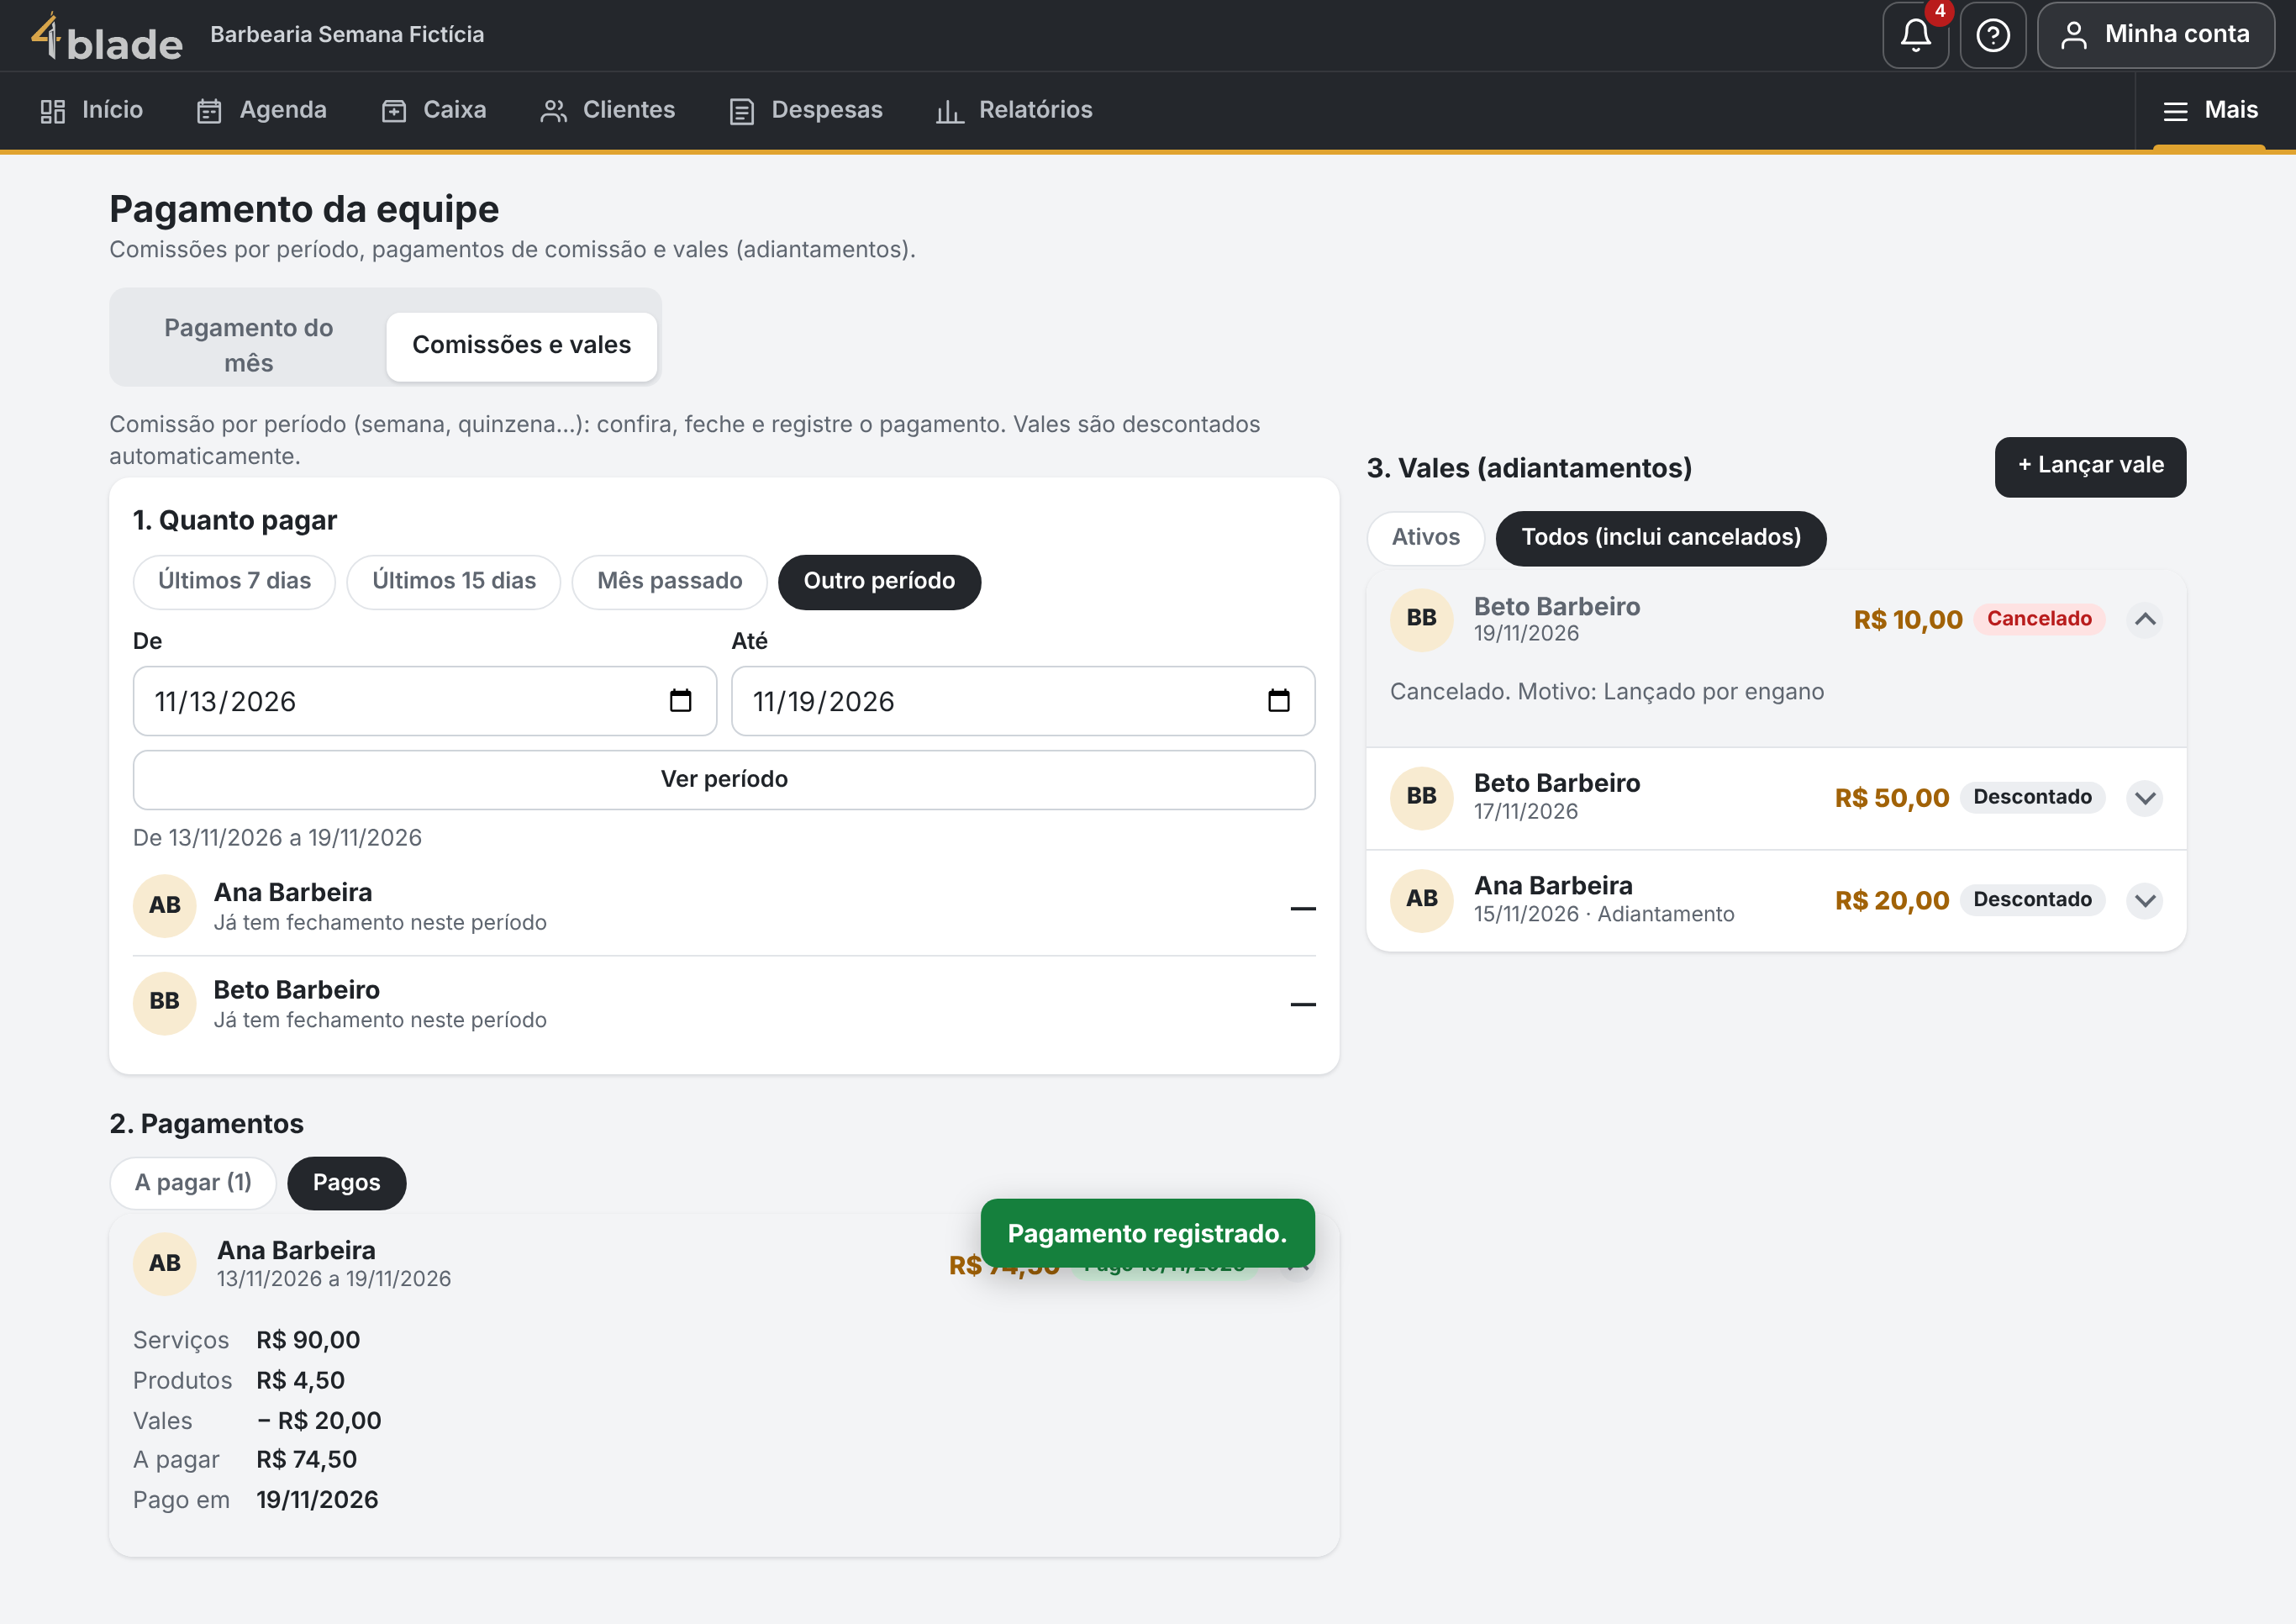 4blade
Barbearia Semana Fictícia
4
Minha conta
Início
Agenda
Caixa
Clientes
Despesas
Relatórios
Mais
Pagamento da equipe
Comissões por período, pagamentos de comissão e vales (adiantamentos).
Pagamento do
mês
Comissões e vales
Comissão por período (semana, quinzena...): confira, feche e registre o pagamento. Vales são descontados
automaticamente.
1. Quanto pagar
Últimos 7 dias
Últimos 15 dias
Mês passado
Outro período
De
Até
11/13/2026
11/19/2026
Ver período
De 13/11/2026 a 19/11/2026
AB
Ana Barbeira
Já tem fechamento neste período
—
BB
Beto Barbeiro
Já tem fechamento neste período
—
2. Pagamentos
A pagar (1)
Pagos
Pagamento registrado.
AB
Ana Barbeira
13/11/2026 a 19/11/2026
R$
Serviços R$ 90,00
Produtos R$ 4,50
Vales − R$ 20,00
A pagar R$ 74,50
Pago em 19/11/2026
3. Vales (adiantamentos)
+ Lançar vale
Ativos
Todos (inclui cancelados)
BB
Beto Barbeiro
19/11/2026
R$ 10,00
Cancelado
Cancelado. Motivo: Lançado por engano
BB
Beto Barbeiro
17/11/2026
R$ 50,00
Descontado
AB
Ana Barbeira
15/11/2026 · Adiantamento
R$ 20,00
Descontado